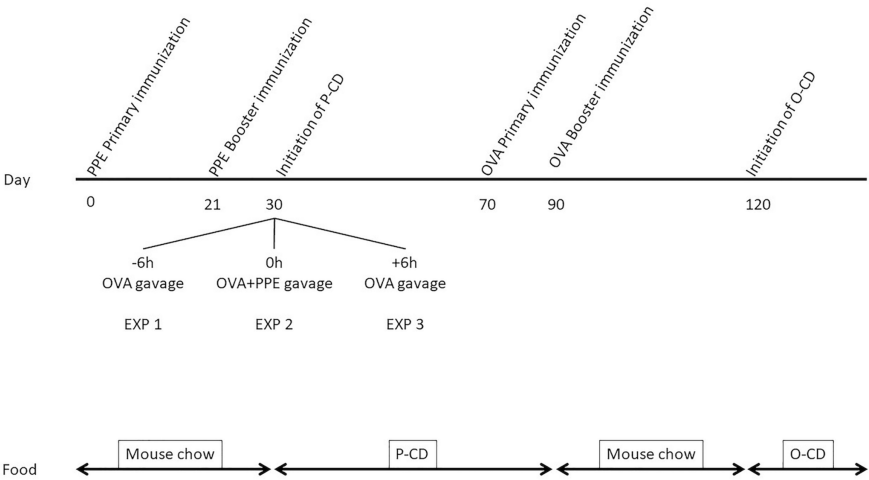 PPE Primary immunization
PPE Booster immunization
Initiation of P-CD
OVA Primary immunization
OVA Booster immunization
Initiation of O-CD
Day
0 21 30 70 90 120
-6h 0h +6h
OVA gavage OVA+PPE gavage OVA gavage
EXP 1 EXP 2 EXP 3
Mouse chow P-CD Mouse chow O-CD
Food